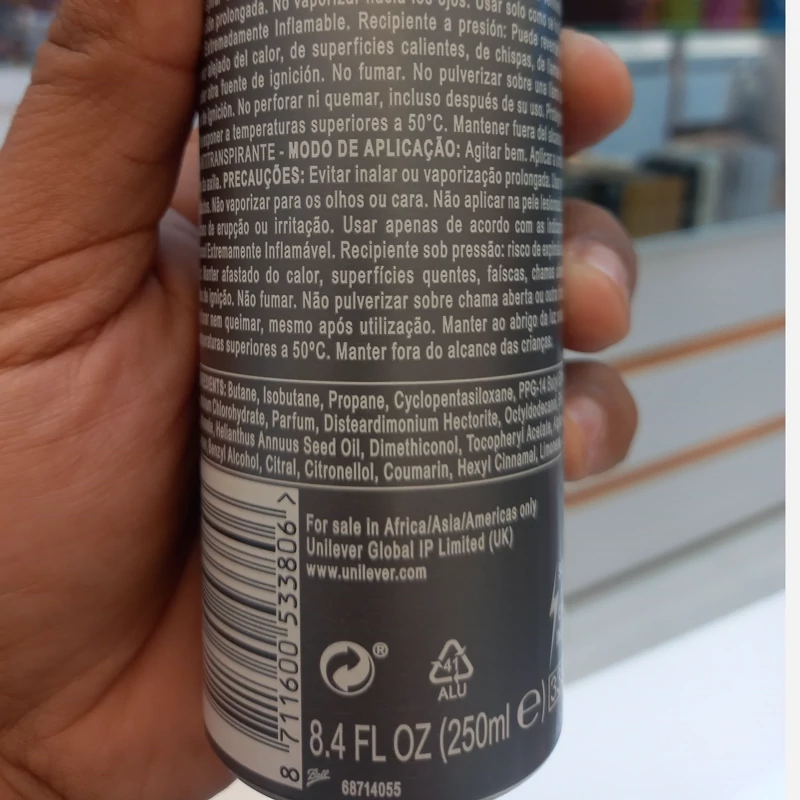 prolongada. No vaporizar hacia los ojos. Usar solo como se
Extremadamente Inflamable. Recipiente a presión: Puede
alejado del calor, de superficies calientes, de chispas, de
otra fuente de ignición. No fumar. No pulverizar sobre una
de ignición. No perforar ni quemar, incluso después de su uso.
a temperaturas superiores a 50°C. Mantener fuera del
- MODO DE APLICAÇÃO: Agitar bem. Aplicar
PRECAUÇÕES: Evitar inalar ou vaporização prolongada.
Não vaporizar para os olhos ou cara. Não aplicar na pele
de erupção ou irritação. Usar apenas de acordo com as
Extremamente Inflamável. Recipiente sob pressão: risco de
Manter afastado do calor, superfícies quentes, faíscas, chamas
de ignição. Não fumar. Não pulverizar sobre chama aberta ou outra
nem queimar, mesmo após utilização. Manter ao abrigo da luz
superiores a 50°C. Manter fora do alcance das crianças.
Butane, Isobutane, Propane, Cyclopentasiloxane, PPG-14
Chlorohydrate, Parfum, Disteardimonium Hectorite, Octyldodecanol,
Helianthus Annuus Seed Oil, Dimethiconol, Tocopheryl Acetate,
Benzyl Alcohol, Citral, Citronellol, Coumarin, Hexyl Cinnamal,
8 711600 533806 >
For sale in Africa/Asia/Americas only
Unilever Global IP Limited (UK)
www.unilever.com
®
41
ALU
8.4 FL OZ (250ml ℮)
Ball
68714055